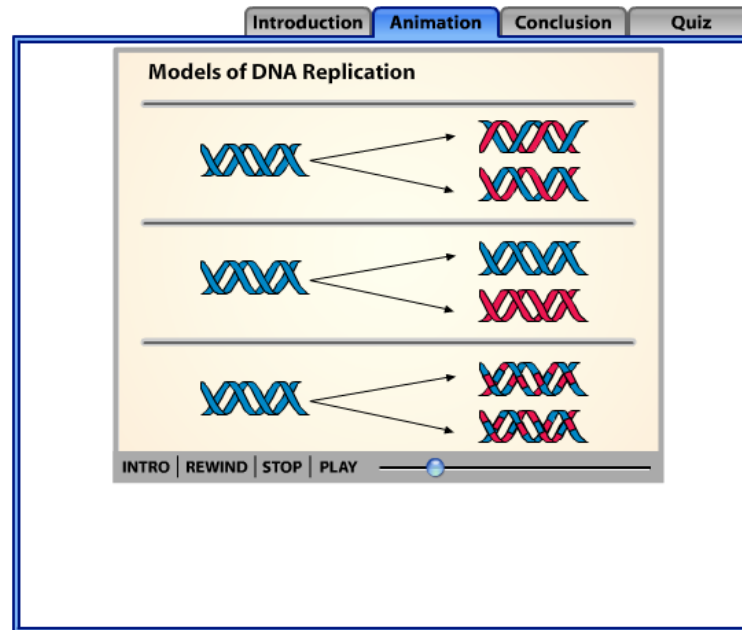 Introduction Animation Conclusion Quiz
Models of DNA Replication
INTRO REWIND STOP PLAY